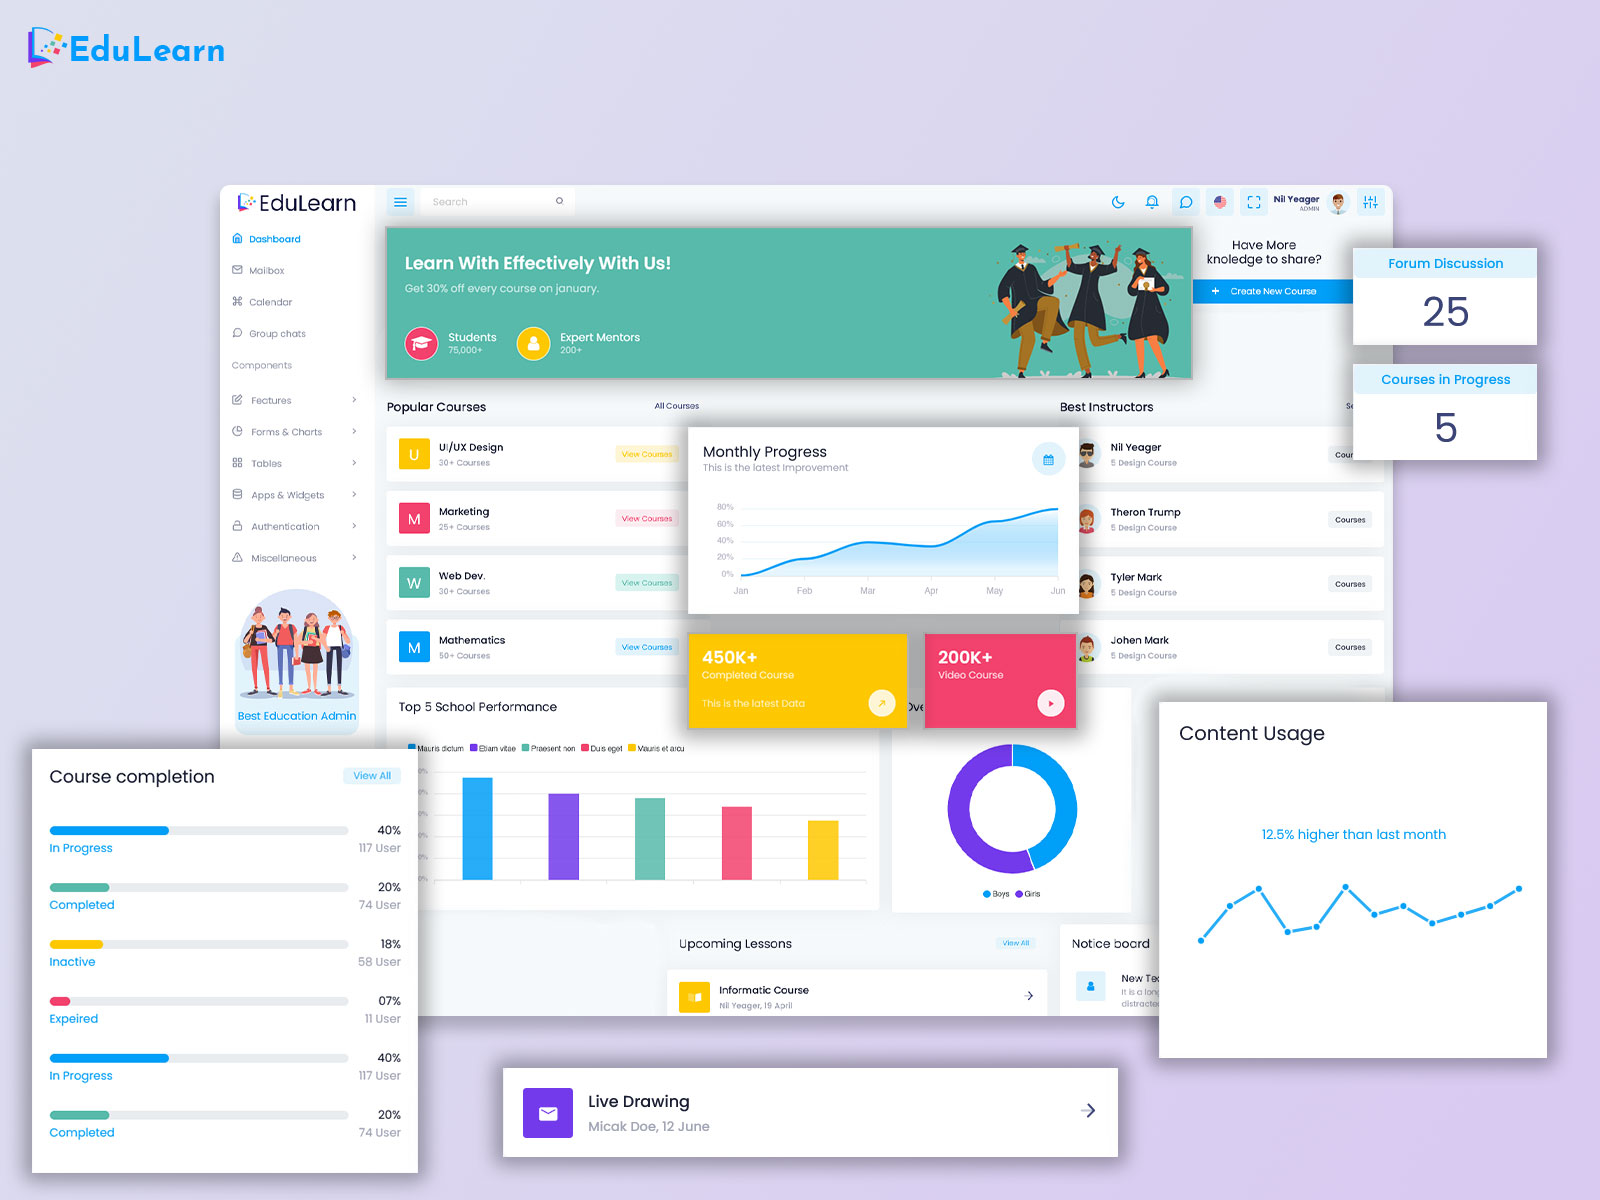 EduLearn
EduLearn
Search
Nil Yeager
ADMIN
Dashboard
Mailbox
Calendar
Group chats
Components
Features
Forms & Charts
Tables
Apps & Widgets
Authentication
Miscellaneous
Best Education Admin
Learn With Effectively With Us!
Get 30% off every course on january.
Students
75,000+
Expert Mentors
200+
Have More
knoledge to share?
+ Create New Course
Forum Discussion
25
Courses in Progress
5
Popular Courses
All Courses
U
UI/UX Design
30+ Courses
View Courses
M
Marketing
25+ Courses
View Courses
W
Web Dev.
30+ Courses
View Courses
M
Mathematics
50+ Courses
View Courses
Monthly Progress
This is the latest Improvement
80%
60%
40%
20%
0%
Jan Feb Mar Apr May Jun
450K+
Completed Course
This is the latest Data
200K+
Video Course
Best Instructors
Nil Yeager
5 Design Course
Theron Trump
5 Design Course
Courses
Tyler Mark
5 Design Course
Courses
Johen Mark
5 Design Course
Courses
Top 5 School Performance
Mauris dictum Etiam vitae Praesent non Duis eget Mauris et arcu
Boys Girls
Content Usage
12.5% higher than last month
Course completion
View All
40%
In Progress 117 User
20%
Completed 74 User
18%
Inactive 58 User
07%
Expeired 11 User
40%
In Progress 117 User
20%
Completed 74 User
Upcoming Lessons
View All
Informatic Course
Nil Yeager, 19 April
Notice board
New
It is a long
Live Drawing
Micak Doe, 12 June